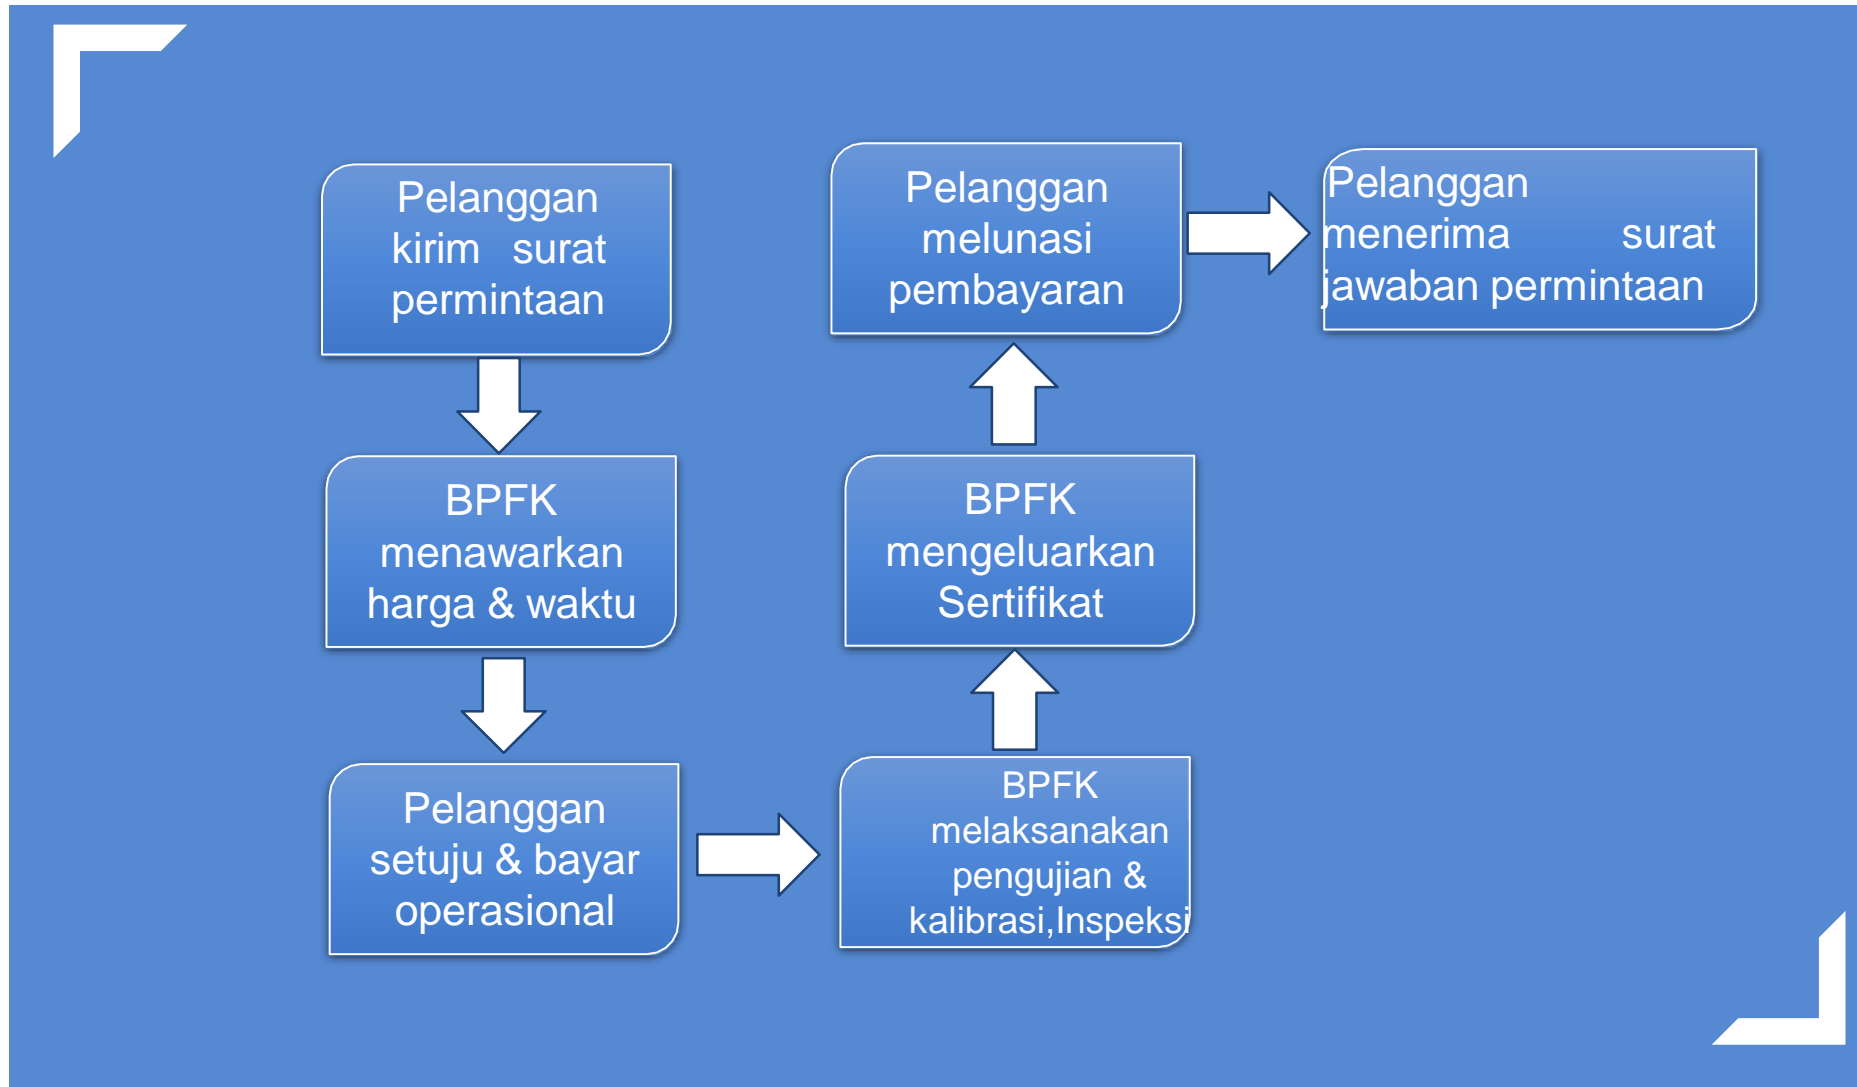 Pelanggan
kirim surat
permintaan
BPFK
menawarkan
harga & waktu
Pelanggan
setuju & bayar
operasional
BPFK
melaksanakan
pengujian &
kalibrasi,Inspeksi
BPFK
mengeluarkan
Sertifikat
Pelanggan
melunasi
pembayaran
Pelanggan
menerima surat
jawaban permintaan